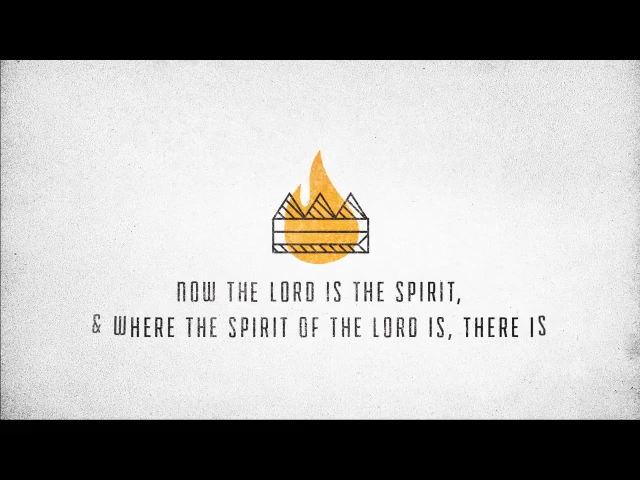 NOW THE LORD IS THE SPIRIT,
& WHERE THE SPIRIT OF THE LORD IS, THERE IS